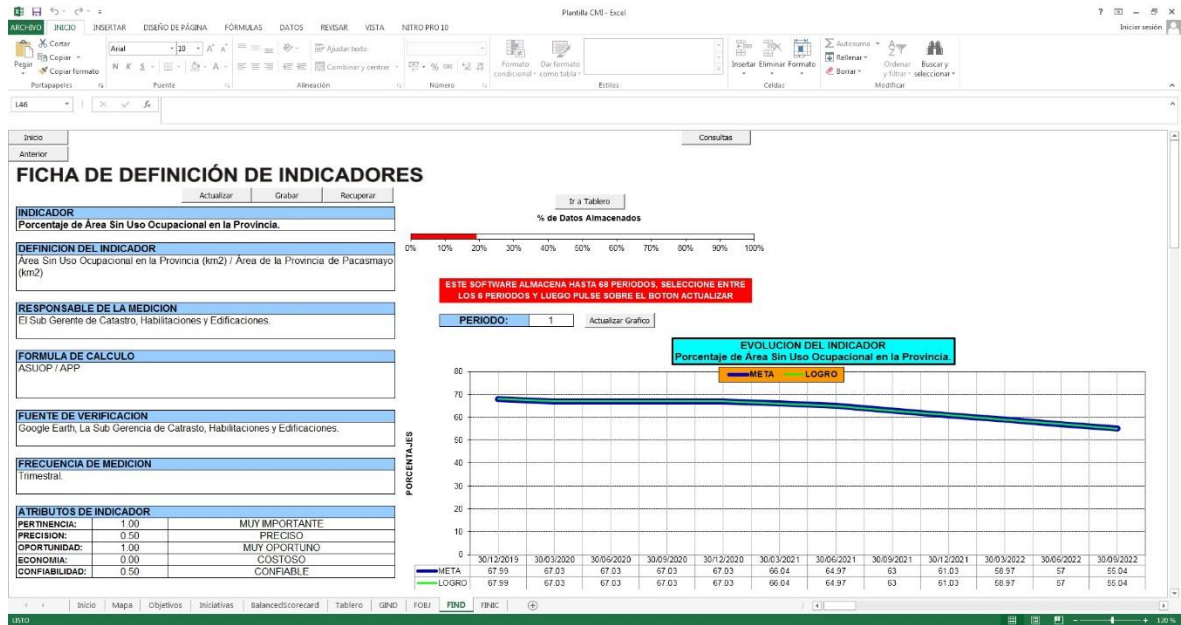 Plantilla CMJ - Excel
ARCHIVO INICIO INSERTAR DISEÑO DE PÁGINA FÓRMULAS DATOS REVISAR VISTA NITRO PRO 10
Iniciar sesión
Pegar
Cortar
Copiar
Copiar formato
Portapapeles
Arial 10
N K S
Fuente
Ajustar texto
Combinar y centrar
Alineación
% 000
Número
Formato condicional
Dar formato como tabla
Estilos
Insertar Eliminar Formato
Celdas
Autosuma
Rellenar
Borrar
Ordenar y filtrar
Buscar y seleccionar
Modificar
L46 fx
Inicio
Anterior
Consultas
FICHA DE DEFINICIÓN DE INDICADORES
Actualizar Grabar Recuperar
INDICADOR
Porcentaje de Área Sin Uso Ocupacional en la Provincia.
DEFINICION DEL INDICADOR
Área Sin Uso Ocupacional en la Provincia (km2) / Área de la Provincia de Pacasmayo
(km2)
RESPONSABLE DE LA MEDICION
El Sub Gerente de Catastro, Habilitaciones y Edificaciones.
FORMULA DE CALCULO
ASUOP / APP
FUENTE DE VERIFICACION
Google Earth, La Sub Gerencia de Catrasto, Habilitaciones y Edificaciones.
FRECUENCIA DE MEDICION
Trimestral.
ATRIBUTOS DE INDICADOR
PERTINENCIA: 1.00 MUY IMPORTANTE
PRECISION: 0.50 PRECISO
OPORTUNIDAD: 1.00 MUY OPORTUNO
ECONOMIA: 0.00 COSTOSO
CONFIABILIDAD: 0.50 CONFIABLE
Ir a Tablero
% de Datos Almacenados
0% 10% 20% 30% 40% 50% 60% 70% 80% 90% 100%
ESTE SOFTWARE ALMACENA HASTA 68 PERIODOS, SELECCIONE ENTRE
LOS 6 PERIODOS Y LUEGO PULSE SOBRE EL BOTON ACTUALIZAR
PERIODO: 1 Actualizar Grafico
EVOLUCION DEL INDICADOR
Porcentaje de Área Sin Uso Ocupacional en la Provincia.
META LOGRO
PORCENTAJES
80
70
60
50
40
30
20
10
0
30/12/2019 30/03/2020 30/06/2020 30/09/2020 30/12/2020 30/03/2021 30/06/2021 30/09/2021 30/12/2021 30/03/2022 30/06/2022 30/09/2022
META 67.99 67.03 67.03 67.03 67.03 66.04 64.97 63 61.03 58.97 57 55.04
LOGRO 67.99 67.03 67.03 67.03 67.03 66.04 64.97 63 61.03 58.97 57 55.04
Inicio Mapa Objetivos Iniciativas BalancedScorecard Tablero GIND FOBJ FIND FINIC
LISTO
120 %